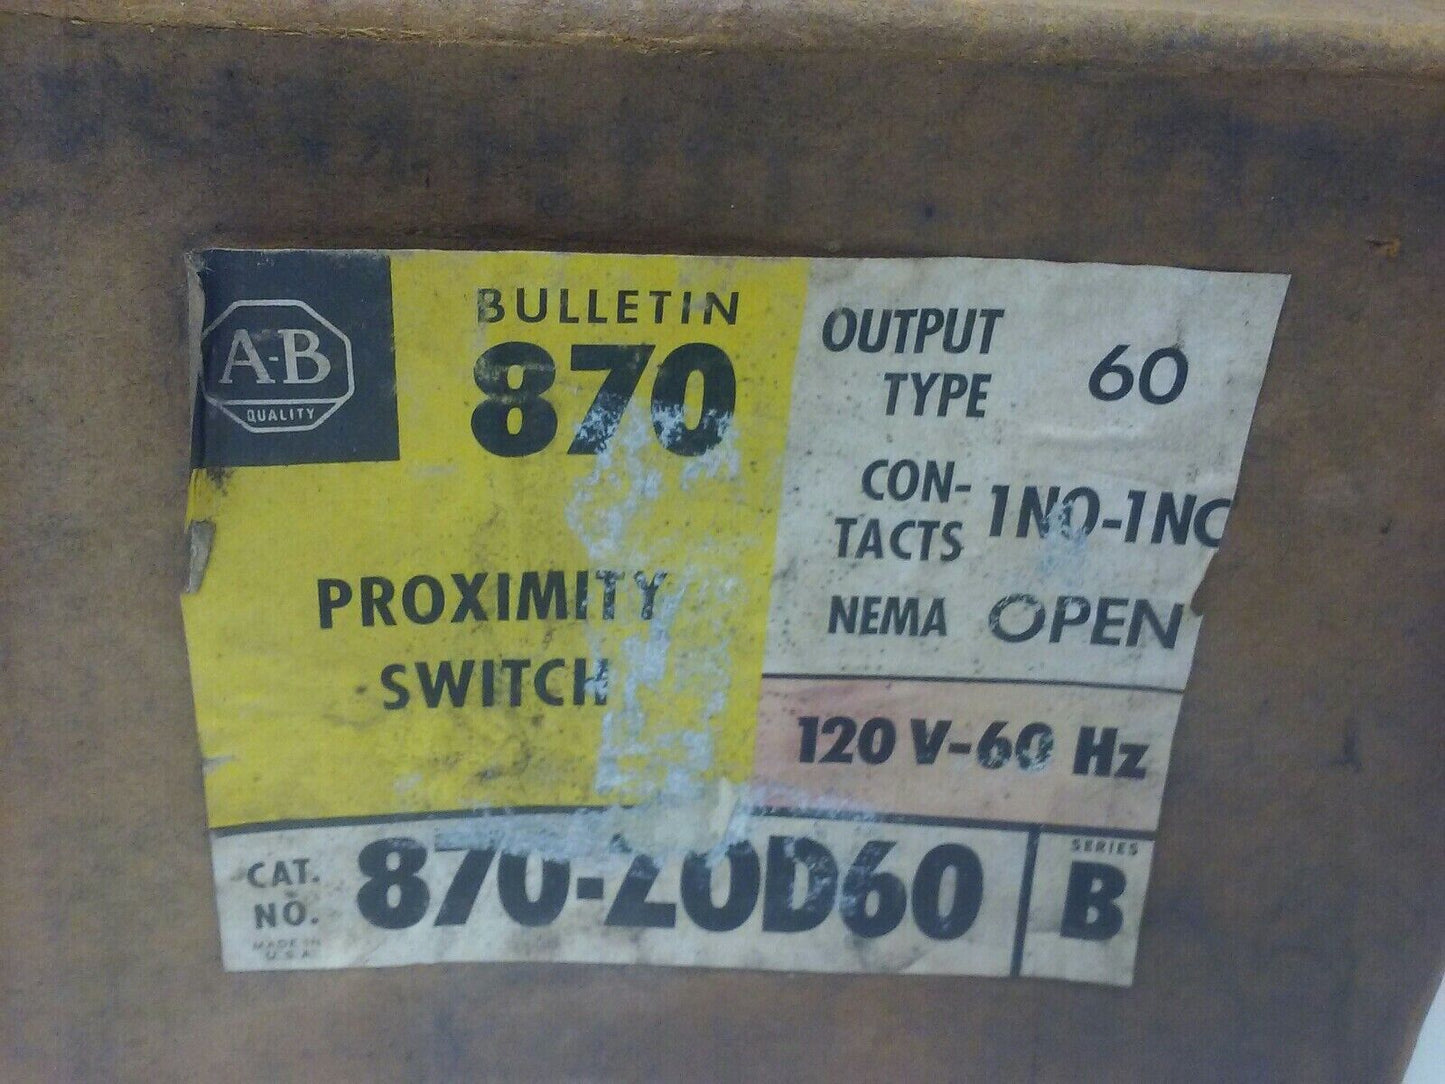 A-B
QUALITY
BULLETIN
870
PROXIMITY
SWITCH
OUTPUT
TYPE
60
CON-
TACTS
1NO-1NC
NEMA
OPEN
120 V-60 Hz
CAT.
NO.
870-Z0D60
MADE IN
U.S.A.
SERIES
B